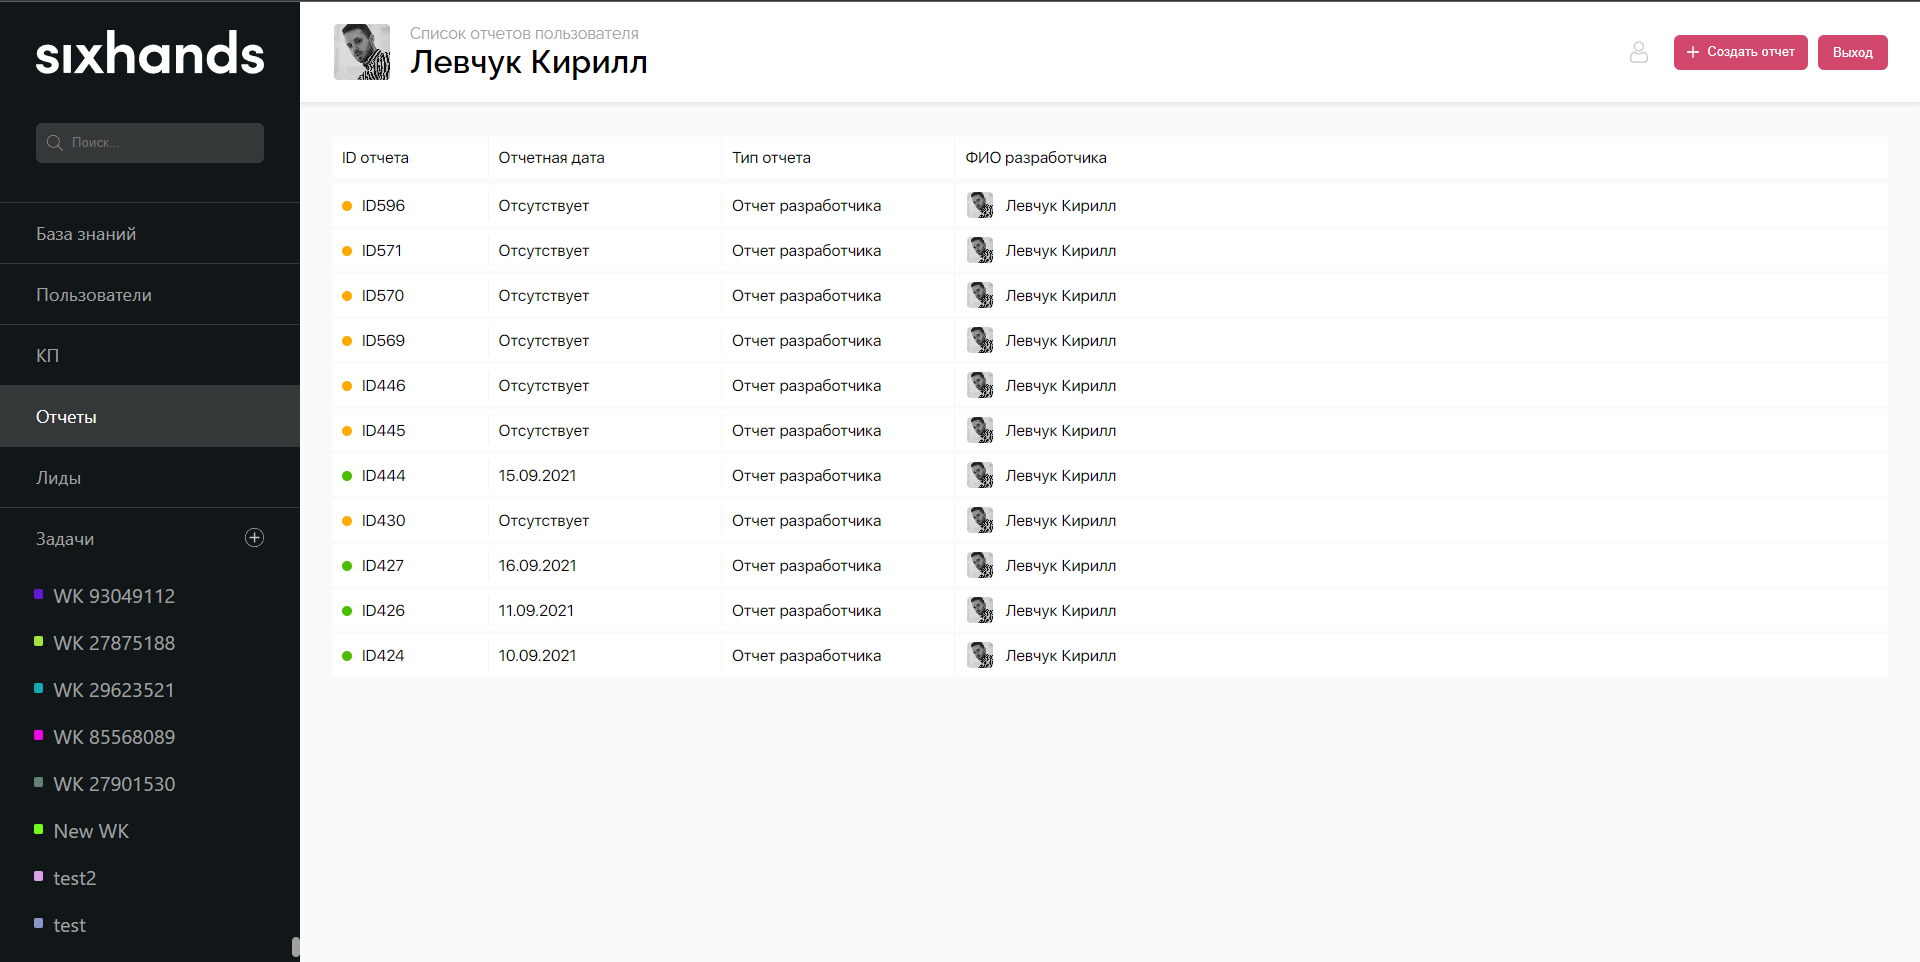 sıxhands
Поиск...
База знаний
Пользователи
КП
Отчеты
Лиды
Задачи
WK 93049112
WK 27875188
WK 29623521
WK 85568089
WK 27901530
New WK
test2
test
Список отчетов пользователя
Левчук Кирилл
Создать отчет
Выход
ID отчета Отчетная дата Тип отчета ФИО разработчика
ID596 Отсутствует Отчет разработчика Левчук Кирилл
ID571 Отсутствует Отчет разработчика Левчук Кирилл
ID570 Отсутствует Отчет разработчика Левчук Кирилл
ID569 Отсутствует Отчет разработчика Левчук Кирилл
ID446 Отсутствует Отчет разработчика Левчук Кирилл
ID445 Отсутствует Отчет разработчика Левчук Кирилл
ID444 15.09.2021 Отчет разработчика Левчук Кирилл
ID430 Отсутствует Отчет разработчика Левчук Кирилл
ID427 16.09.2021 Отчет разработчика Левчук Кирилл
ID426 11.09.2021 Отчет разработчика Левчук Кирилл
ID424 10.09.2021 Отчет разработчика Левчук Кирилл